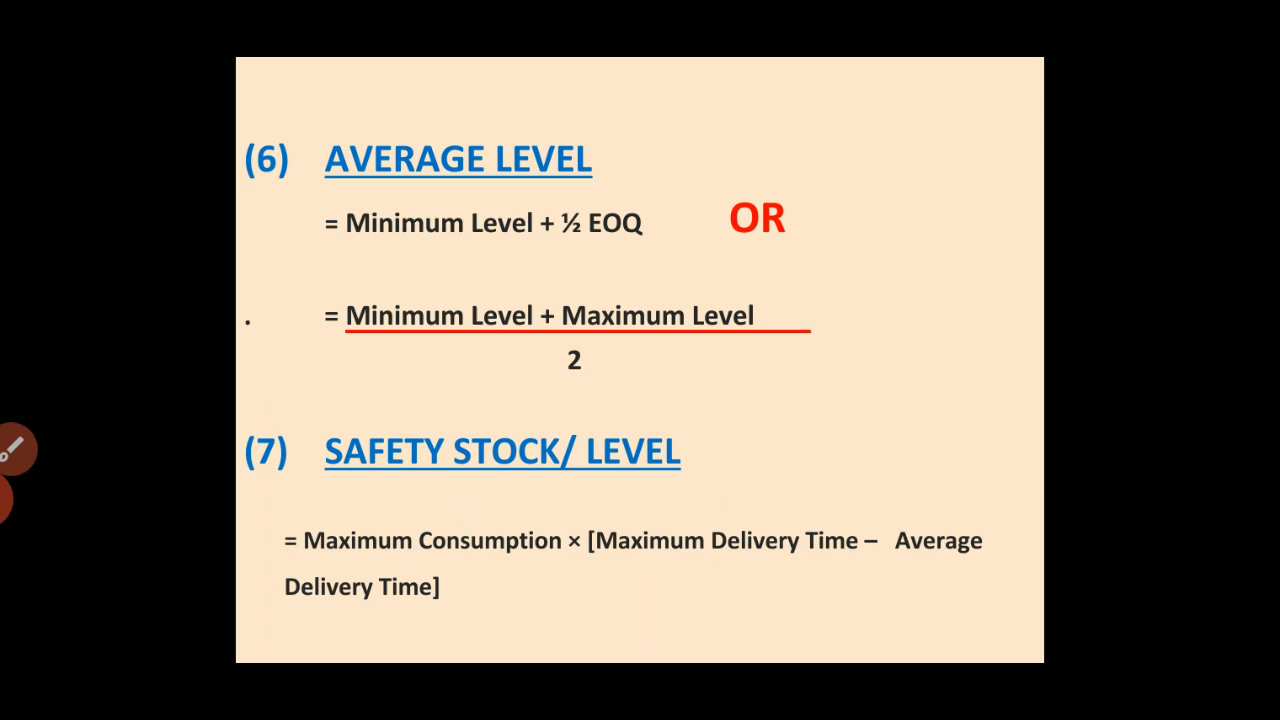 (6) AVERAGE LEVEL
= Minimum Level + ½ EOQ OR
. = Minimum Level + Maximum Level
2
(7) SAFETY STOCK/ LEVEL
= Maximum Consumption × [Maximum Delivery Time – Average
Delivery Time]